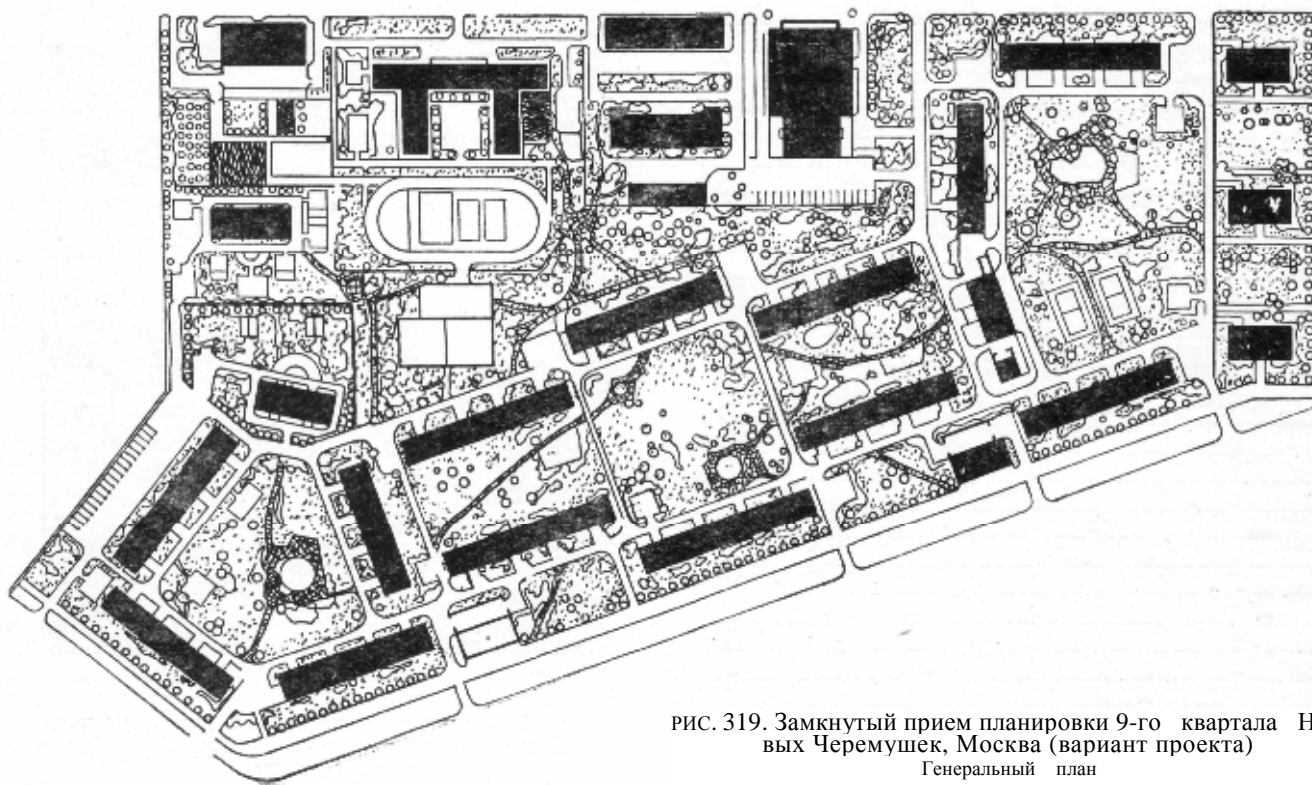 РИС. 319. Замкнутый прием планировки 9-го квартала Н
вых Черемушек, Москва (вариант проекта)
Генеральный план